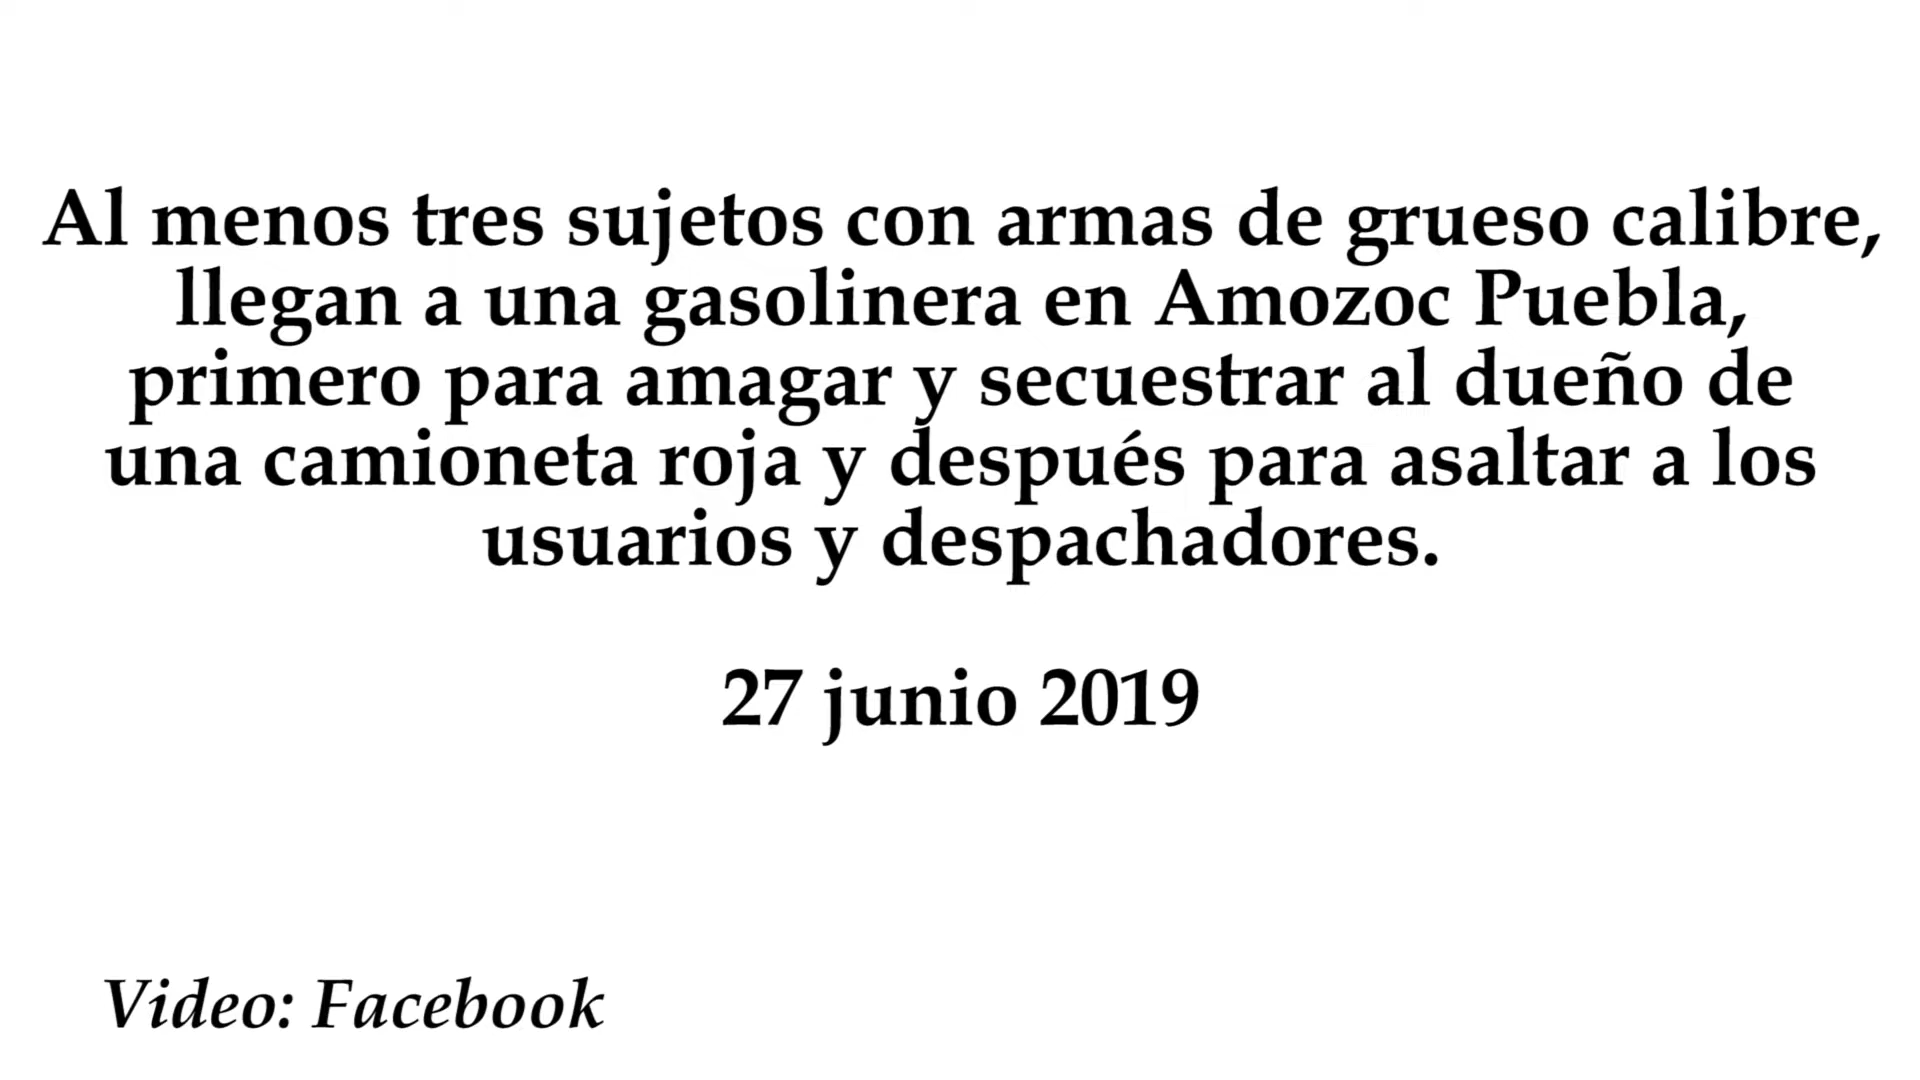 Al menos tres sujetos con armas de grueso calibre,
llegan a una gasolinera en Amozoc Puebla,
primero para amagar y secuestrar al dueño de
una camioneta roja y después para asaltar a los
usuarios y despachadores.
27 junio 2019
Video: Facebook